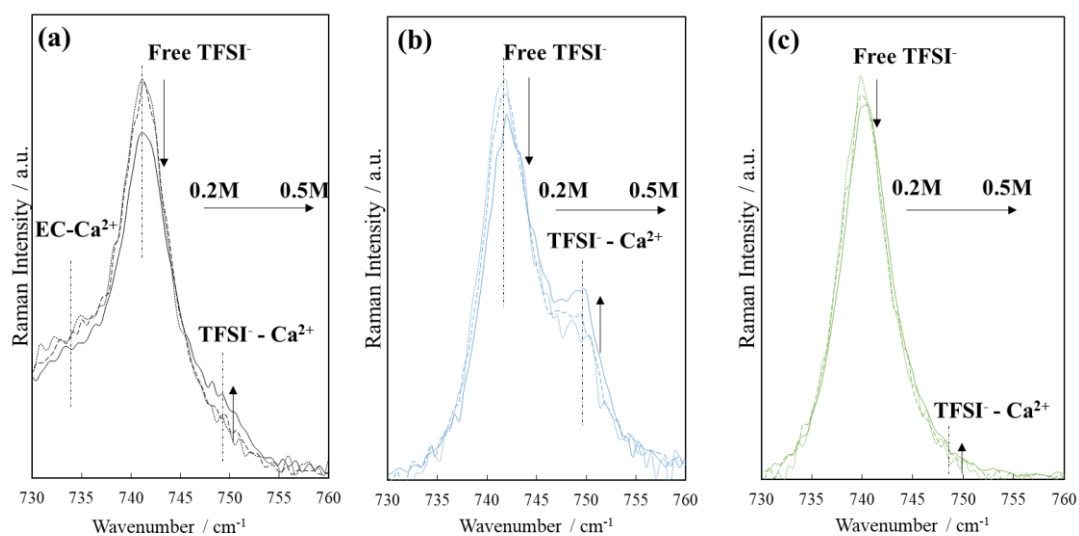 (a)
Free TFSI⁻
0.2M 0.5M
EC-Ca²⁺
TFSI⁻ - Ca²⁺
Raman Intensity / a.u.
730 735 740 745 750 755 760
Wavenumber / cm⁻¹
(b)
Free TFSI⁻
0.2M 0.5M
TFSI⁻ - Ca²⁺
Raman Intensity / a.u.
730 735 740 745 750 755 760
Wavenumber / cm⁻¹
(c)
Free TFSI⁻
0.2M 0.5M
TFSI⁻ - Ca²⁺
Raman Intensity / a.u.
730 735 740 745 750 755 760
Wavenumber / cm⁻¹